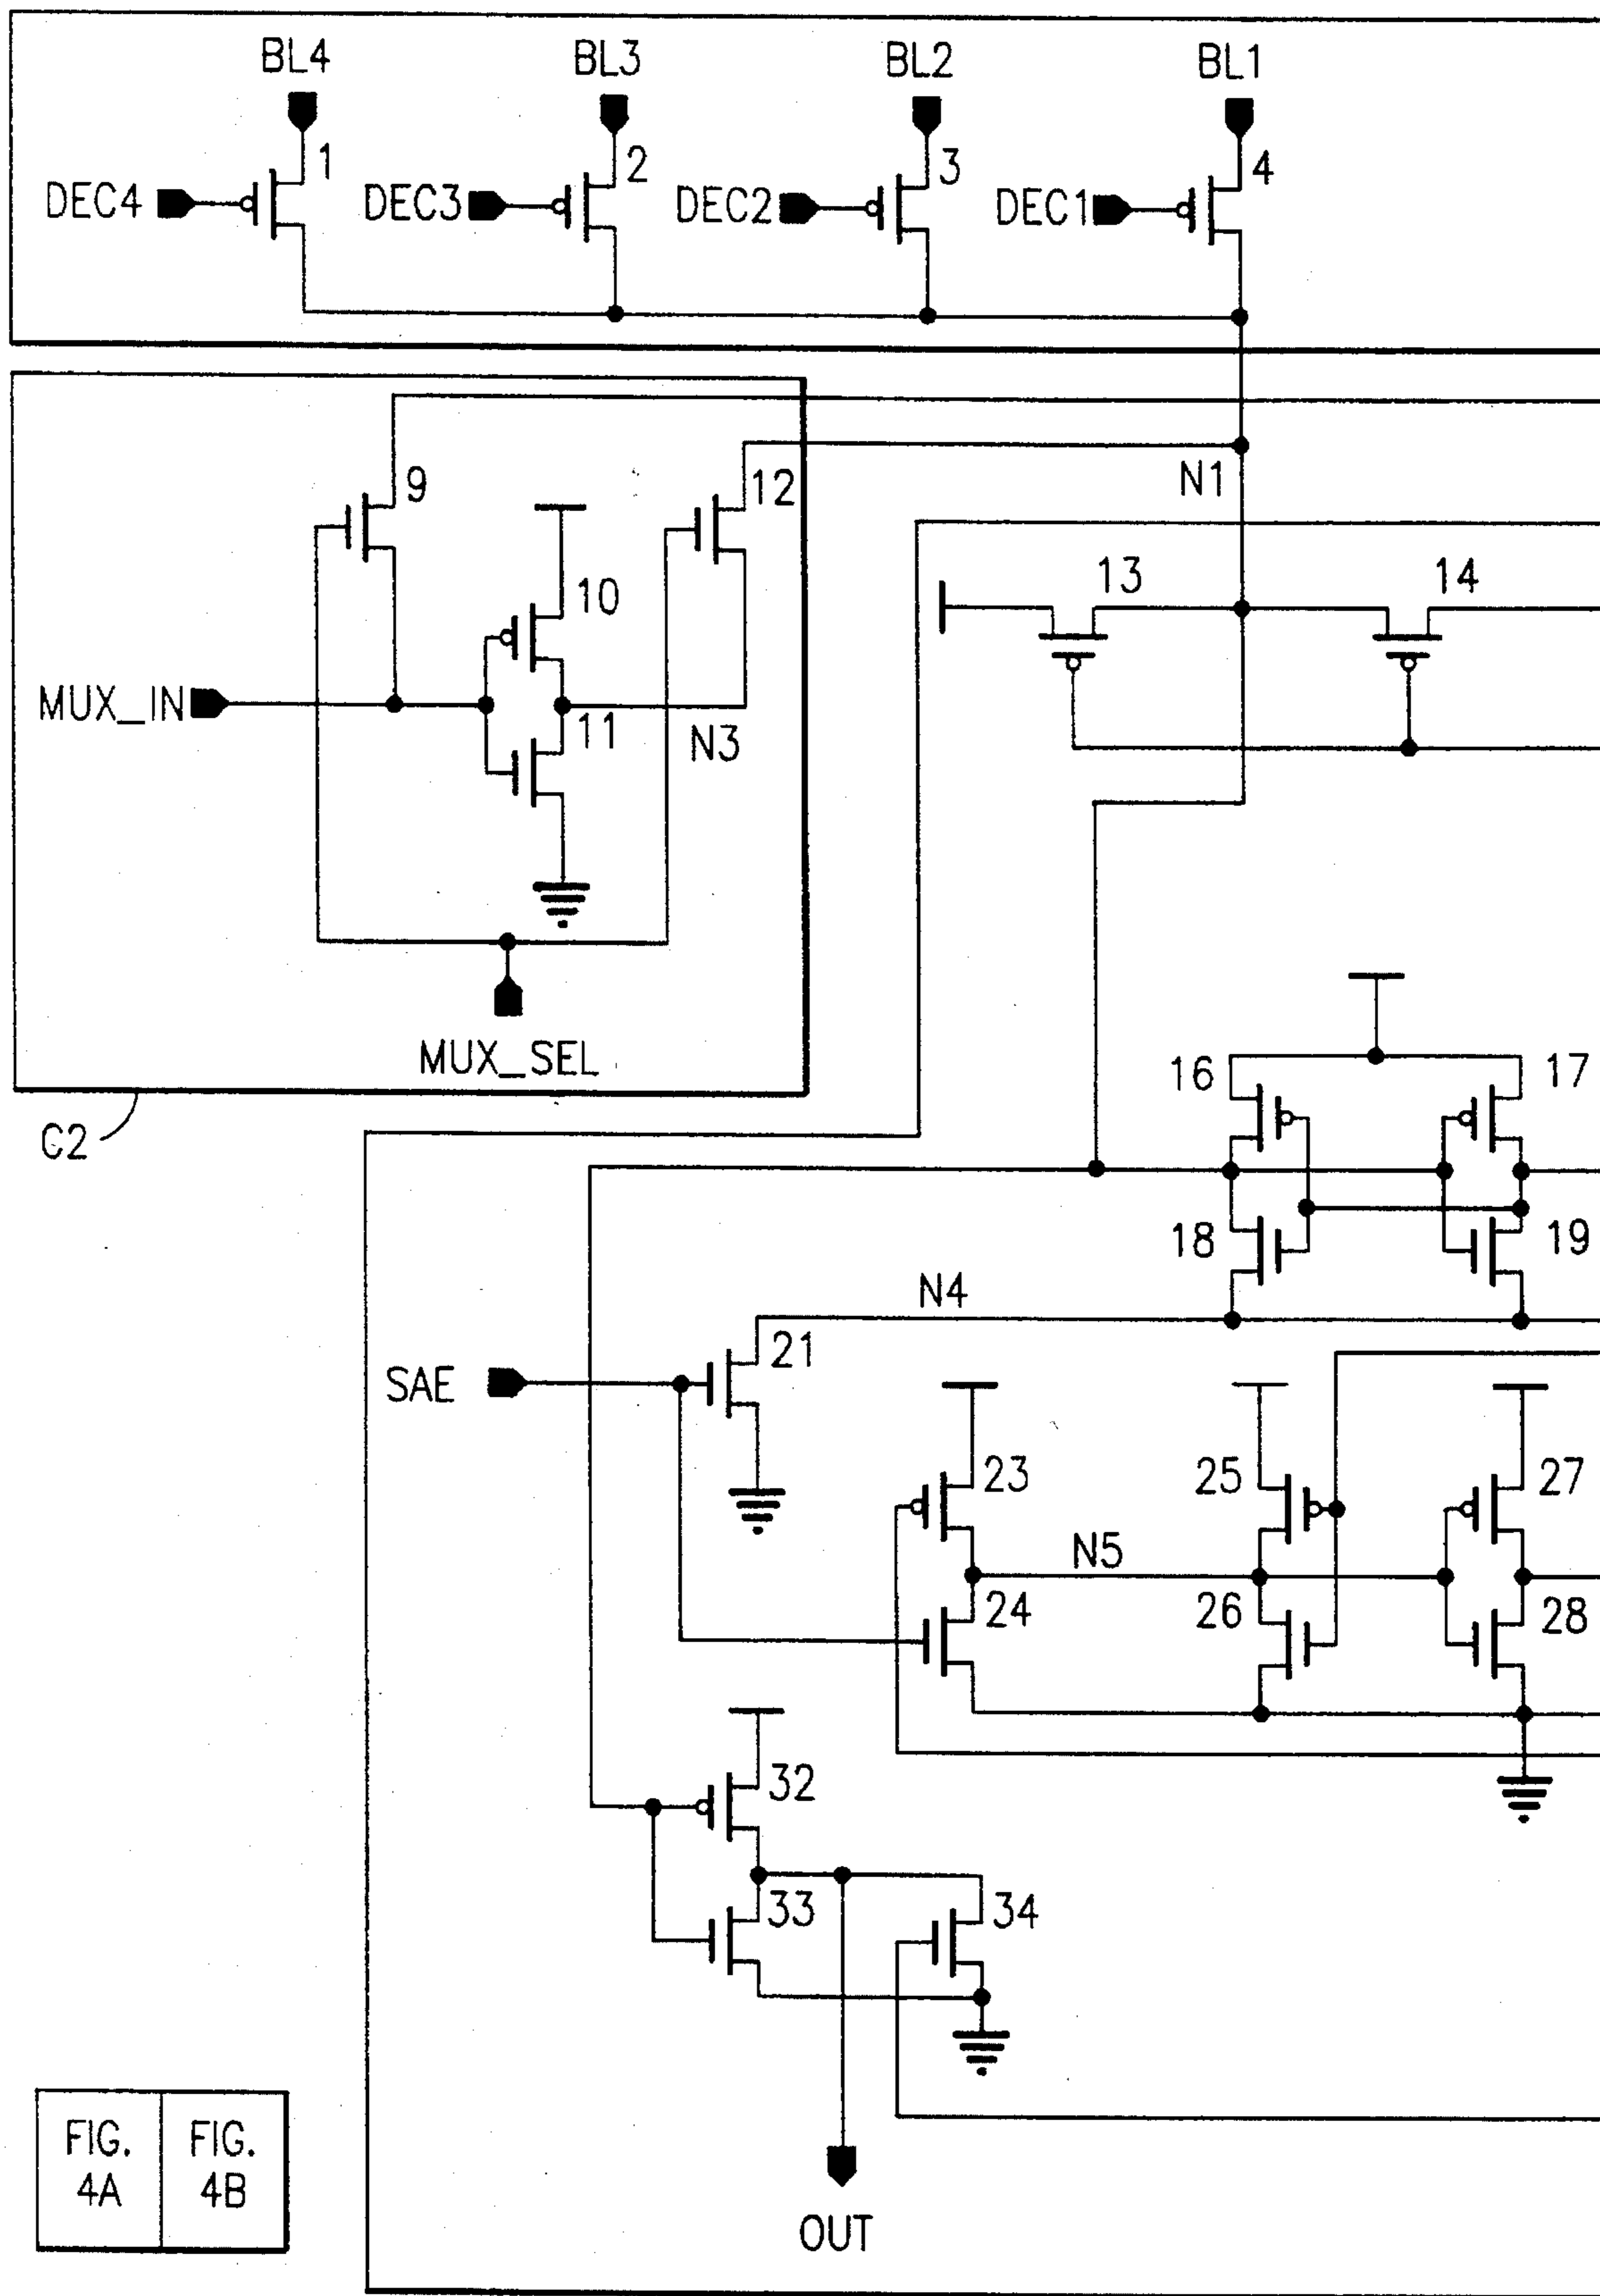 BL4 BL3 BL2 BL1
1 2 3 4
DEC4 DEC3 DEC2 DEC1
9 12 N1
10 13 14
MUX_IN 11 N3
MUX_SEL
C2
16 17
18 19
N4
21
SAE
23 25 27
N5
24 26 28
32
33 34
FIG. 4A
FIG. 4B
OUT